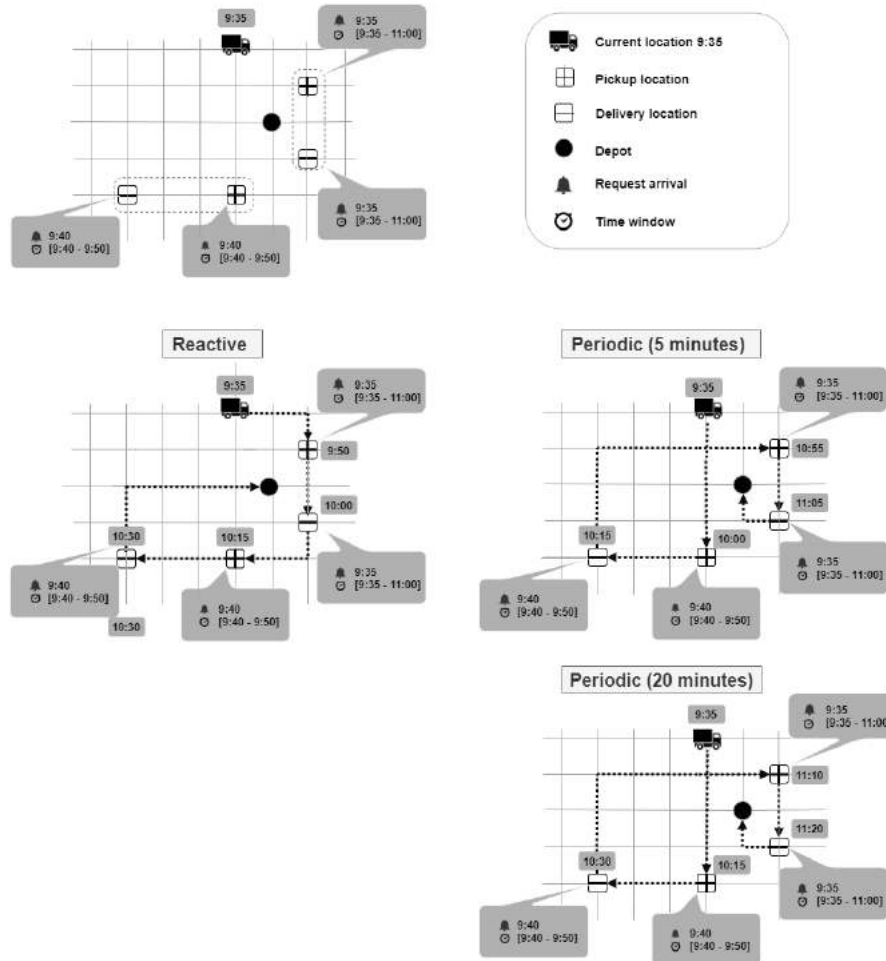 9:35
9:35
[9:35 - 11:00]
9:35
[9:35 - 11:00]
9:40
[9:40 - 9:50]
9:40
[9:40 - 9:50]
Current location 9:35
Pickup location
Delivery location
Depot
Request arrival
Time window
Reactive
9:35
9:35
[9:35 - 11:00]
9:50
10:00
10:30
10:15
9:35
[9:35 - 11:00]
9:40
[9:40 - 9:50]
9:40
[9:40 - 9:50]
10:30
Periodic (5 minutes)
9:35
9:35
[9:35 - 11:00]
10:55
11:05
10:15
10:00
9:35
[9:35 - 11:00]
9:40
[9:40 - 9:50]
9:40
[9:40 - 9:50]
Periodic (20 minutes)
9:35
9:35
[9:35 - 11:00
11:10
11:20
10:30
10:15
9:35
[9:35 - 11:00]
9:40
[9:40 - 9:50]
9:40
[9:40 - 9:50]